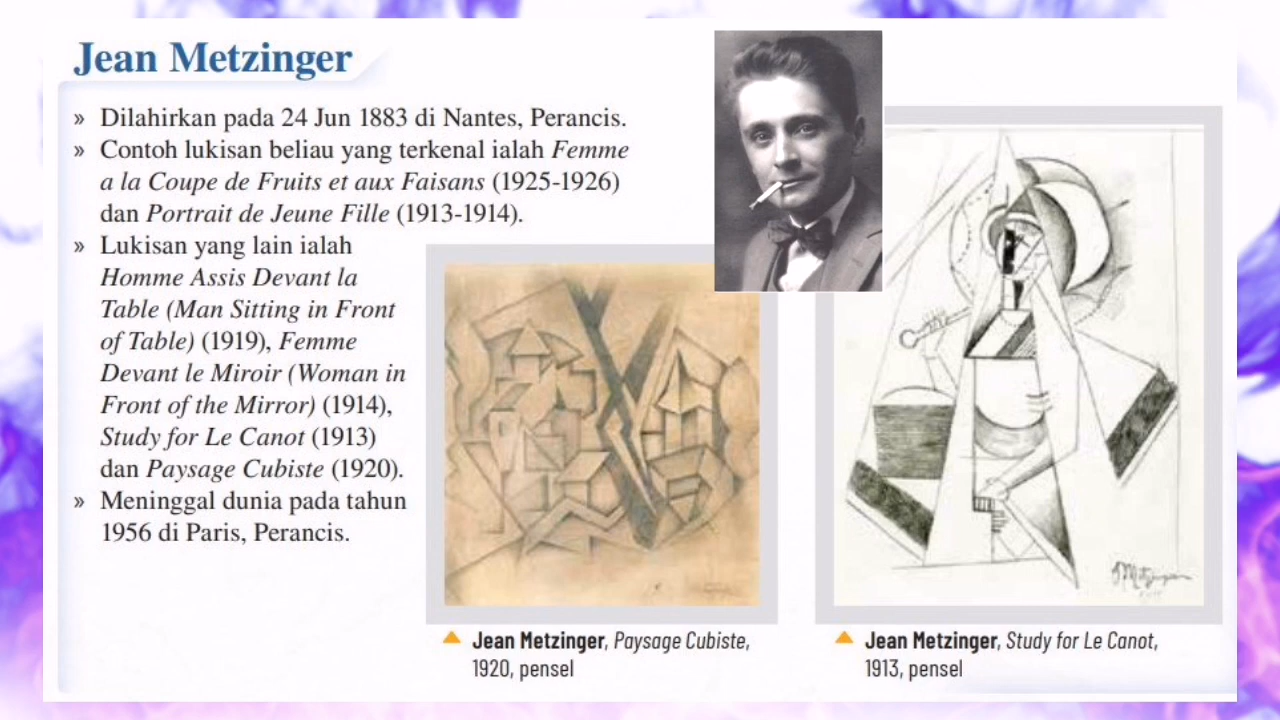 Jean Metzinger
» Dilahirkan pada 24 Jun 1883 di Nantes, Perancis.
» Contoh lukisan beliau yang terkenal ialah Femme
a la Coupe de Fruits et aux Faisans (1925-1926)
dan Portrait de Jeune Fille (1913-1914).
» Lukisan yang lain ialah
Homme Assis Devant la
Table (Man Sitting in Front
of Table) (1919), Femme
Devant le Miroir (Woman in
Front of the Mirror) (1914),
Study for Le Canot (1913)
dan Paysage Cubiste (1920).
» Meninggal dunia pada tahun
1956 di Paris, Perancis.
JMetzinger
Jean Metzinger, Paysage Cubiste,
1920, pensel
Jean Metzinger, Study for Le Canot,
1913, pensel